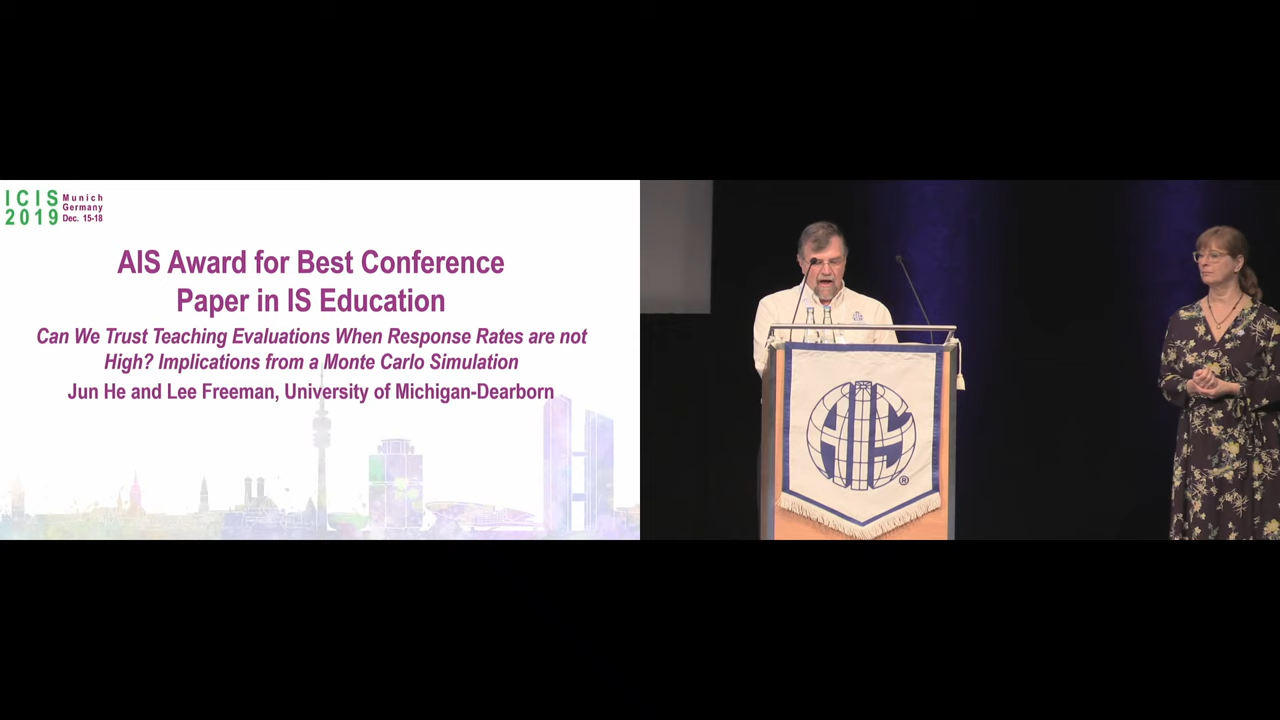 ICIS
2019
Munich
Germany
Dec. 15-18
AIS Award for Best Conference
Paper in IS Education
Can We Trust Teaching Evaluations When Response Rates are not
High? Implications from a Monte Carlo Simulation
Jun He and Lee Freeman, University of Michigan-Dearborn
AIS
®